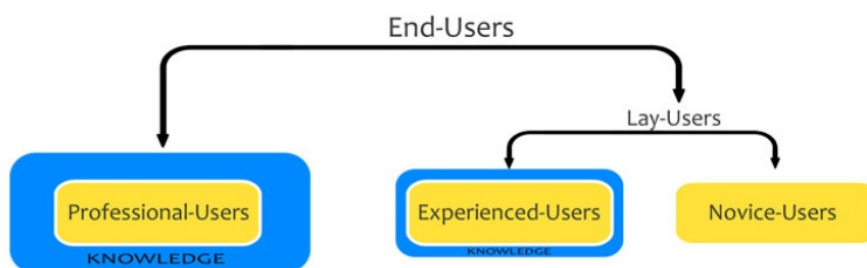 End-Users
Lay-Users
Professional-Users
Experienced-Users
Novice-Users
KNOWLEDGE
KNOWLEDGE